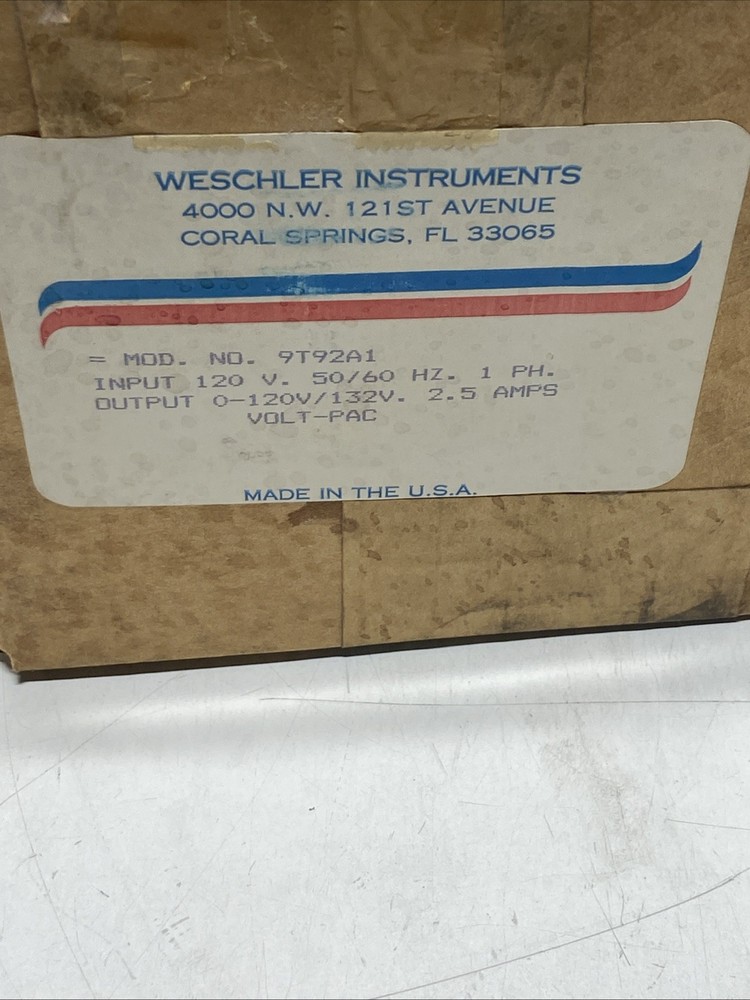 WESCHLER INSTRUMENTS
4000 N.W. 121ST AVENUE
CORAL SPRINGS, FL 33065
= MOD. NO. 9T92A1
INPUT 120 V. 50/60 HZ. 1 PH.
OUTPUT 0-120V/132V. 2.5 AMPS
VOLT-PAC
MADE IN THE U.S.A.